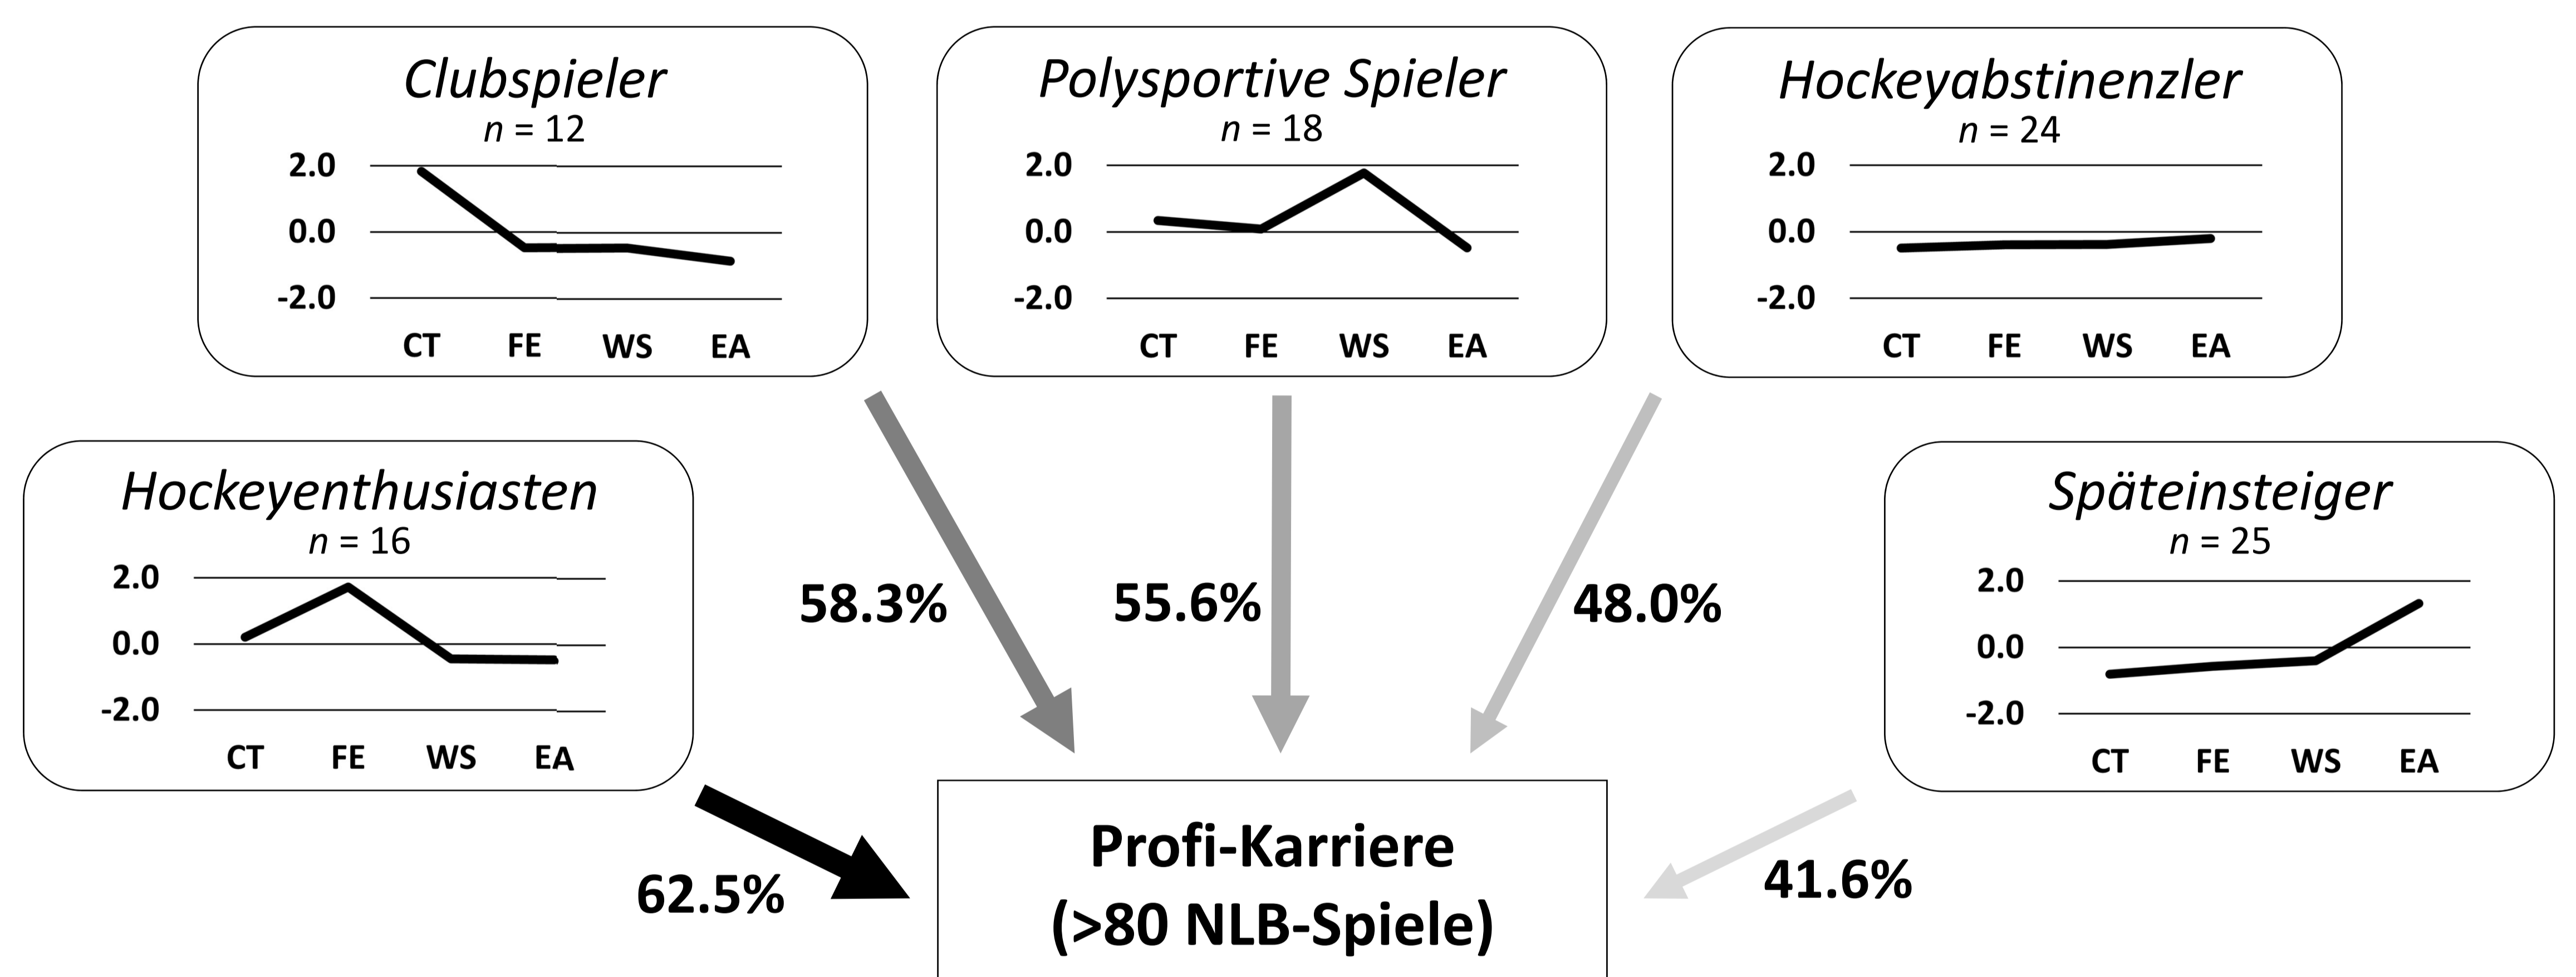 Clubspieler
n = 12
2.0
0.0
-2.0
CT FE WS EA
Polysportive Spieler
n = 18
2.0
0.0
-2.0
CT FE WS EA
Hockeyabstinenzler
n = 24
2.0
0.0
-2.0
CT FE WS EA
Hockeyenthusiasten
n = 16
2.0
0.0
-2.0
CT FE WS EA
Späteinsteiger
n = 25
2.0
0.0
-2.0
CT FE WS EA
58.3%
55.6%
48.0%
62.5%
41.6%
Profi-Karriere
(>80 NLB-Spiele)